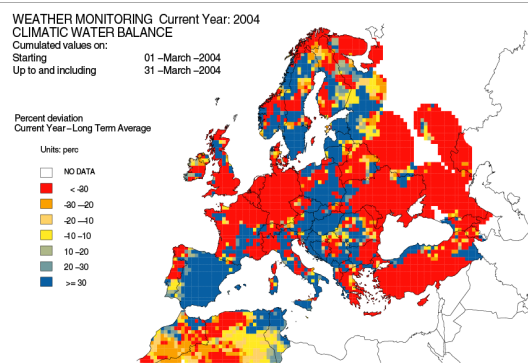 WEATHER MONITORING Current Year: 2004
CLIMATIC WATER BALANCE
Cumulated values on:
Starting 01 –March –2004
Up to and including 31 –March –2004
Percent deviation
Current Year–Long Term Average
Units: perc
NO DATA
< -30
-30 –-20
-20 –-10
-10 –10
10 –20
20 –30
>= 30